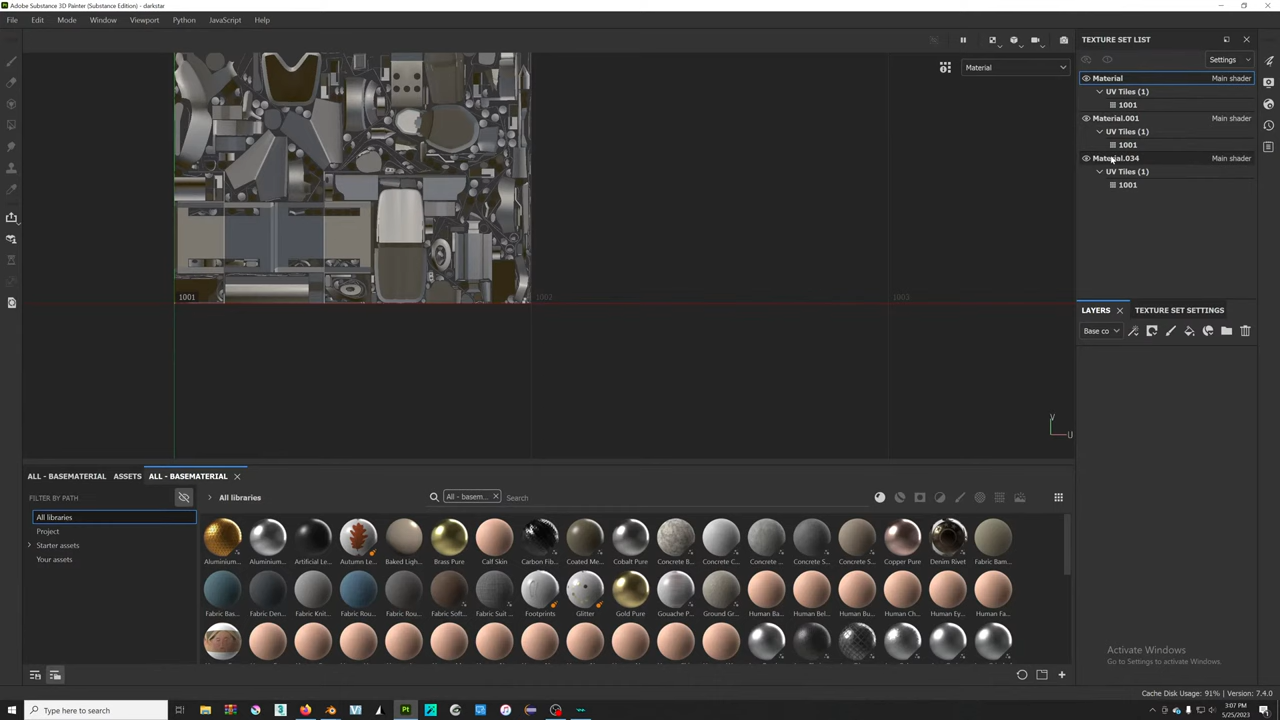 Adobe Substance 3D Painter (Substance Edition) - darkstar
File Edit Mode Window Viewport Python JavaScript Help
Material
1001
1002
1003
V
U
TEXTURE SET LIST
Settings
Material Main shader
UV Tiles (1)
1001
Material.001 Main shader
UV Tiles (1)
1001
Material.034 Main shader
UV Tiles (1)
1001
LAYERS TEXTURE SET SETTINGS
Base co
ALL - BASEMATERIAL ASSETS ALL - BASEMATERIAL
FILTER BY PATH
All libraries
Project
Starter assets
Your assets
All libraries
All - basem... Search
Aluminium... Aluminium... Artificial Le... Autumn Le... Baked Ligh... Brass Pure Calf Skin Carbon Fib... Coated Me... Cobalt Pure Concrete B... Concrete C... Concrete S... Concrete S... Concrete S... Copper Pure Denim Rivet Fabric Bam...
Fabric Bas... Fabric Den... Fabric Knit... Fabric Rou... Fabric Rou... Fabric Soft... Fabric Suit ... Footprints Glitter Gold Pure Gouache P... Ground Gr... Human Ba... Human Bel... Human Bu... Human Ch... Human Ey... Human Fa...
Activate Windows
Go to Settings to activate Windows.
Cache Disk Usage: 91% | Version: 7.4.0
Type here to search
3:07 PM
5/25/2023